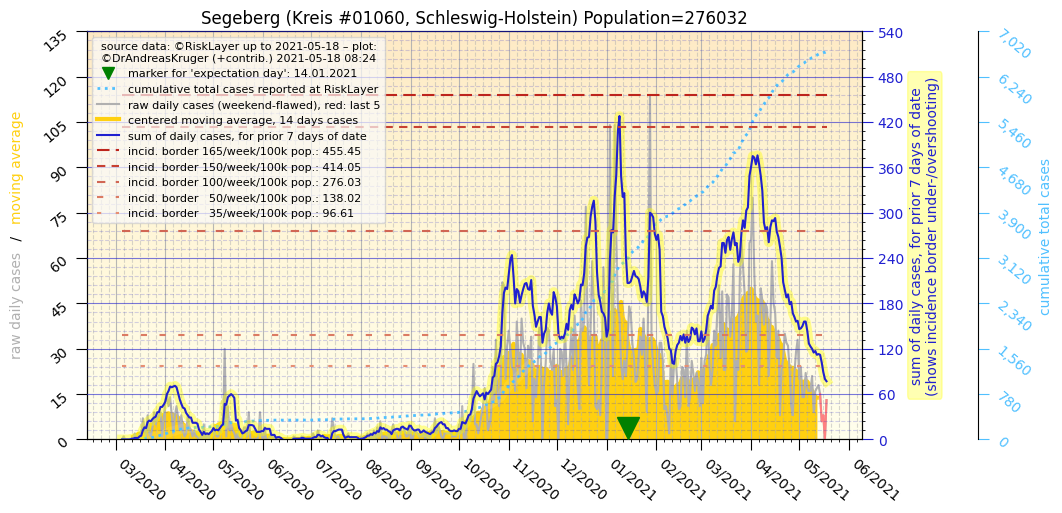 Segeberg (Kreis #01060, Schleswig-Holstein) Population=276032
source data: ©RiskLayer up to 2021-05-18 – plot:
©DrAndreasKruger (+contrib.) 2021-05-18 08:24
marker for 'expectation day': 14.01.2021
cumulative total cases reported at RiskLayer
raw daily cases (weekend-flawed), red: last 5
centered moving average, 14 days cases
sum of daily cases, for prior 7 days of date
incid. border 165/week/100k pop.: 455.45
incid. border 150/week/100k pop.: 414.05
incid. border 100/week/100k pop.: 276.03
incid. border   50/week/100k pop.: 138.02
incid. border   35/week/100k pop.: 96.61
raw daily cases   /   moving average
135
120
105
90
75
60
45
30
15
0
03/2020
04/2020
05/2020
06/2020
07/2020
08/2020
09/2020
10/2020
11/2020
12/2020
01/2021
02/2021
03/2021
04/2021
05/2021
06/2021
540
480
420
360
300
240
180
120
60
0
sum of daily cases, for prior 7 days of date
(shows incidence border under-/overshooting)
7,020
6,240
5,460
4,680
3,900
3,120
2,340
1,560
780
0
cumulative total cases